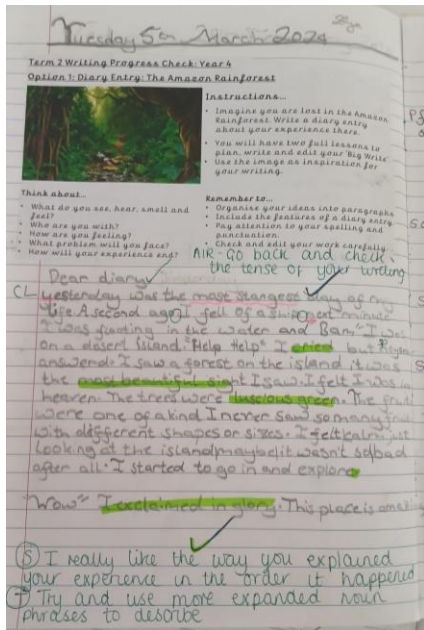 Tuesday 5th March 2024
Term 2 Writing Progress Check: Year 4
Option 1: Diary Entry: The Amazon Rainforest
Instructions...
• Imagine you are lost in the Amazon
Rainforest. Write a diary entry
about your experience there.
• You will have two full lessons to
plan, write and edit your 'Big Write'
• Use the image as inspiration for
your writing.
Think about...
• What do you see, hear, smell and
feel?
• Who are you with?
• How are you feeling?
• What problem will you face?
How will your experience end?
Remember to...
• Organise your ideas into paragraphs
• Include the features of a diary entry
• Pay attention to your spelling and
punctuation.
• Check and edit your work carefully
AIR- Go back and check
the tense of your writing
Dear diary
CL
yesterday was the most stangest day of my
life A second ago I fell of a ship next minute
I was floating in the water and Bam" I was
on a desert island. "Help Help" I cried but
answerd. I saw a forest on the island it was
the most beautiful sight I saw. I felt I was in
heaven. The trees were luscious green. The
were one of a kind I never saw so many
with different shapes or sizes. I felt calm just
looking at the island maybe it wasn't so bad
after all. I started to go in and explore
"Wow" I exclaimed in glory. This place is
S I really like the way you explained
your experience in the order it happened
T Try and use more expanded noun
phrases to describe